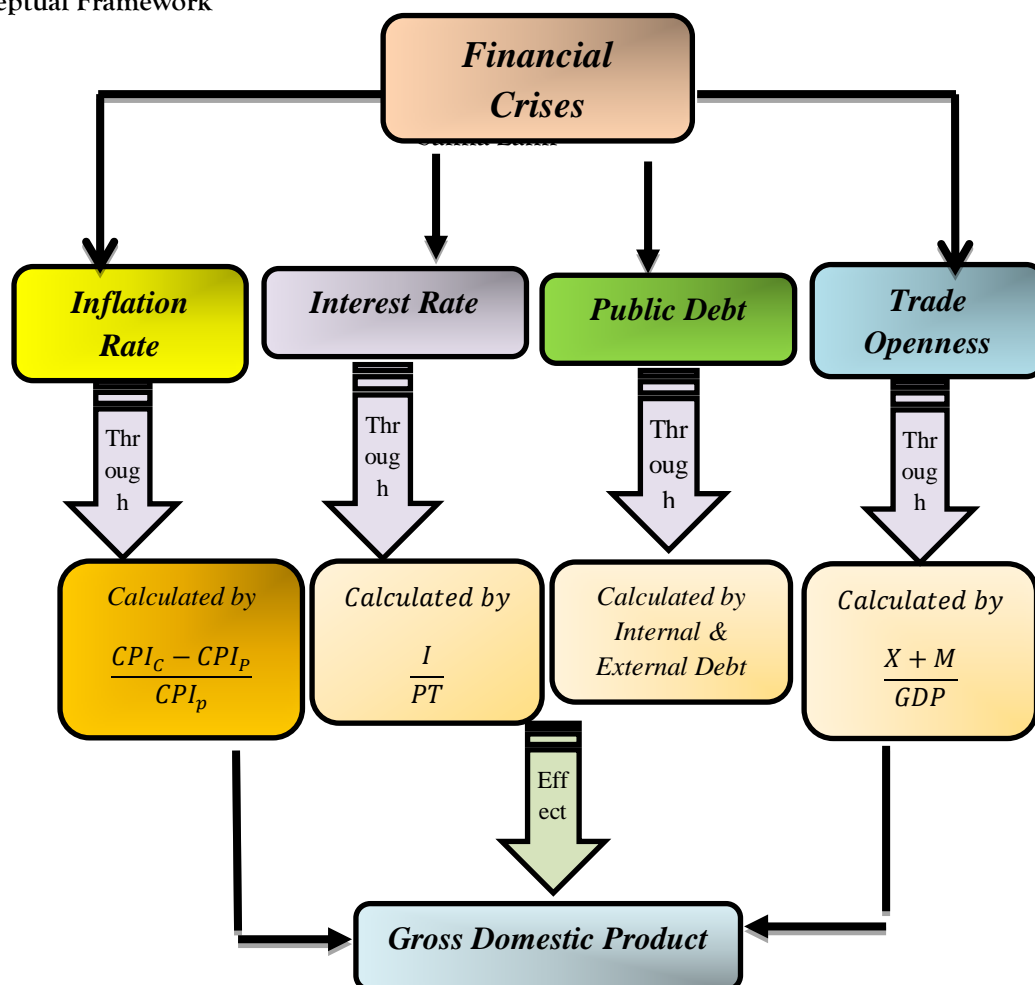 eptual Framework
Financial
Crises
Inflation
Rate
Interest Rate
Public Debt
Trade
Openness
Thr
oug
h
Thr
oug
h
Thr
oug
h
Thr
oug
h
Calculated by
CPI_C − CPI_P
CPI_p
Calculated by
I
PT
Calculated by
Internal &
External Debt
Calculated by
X + M
GDP
Eff
ect
Gross Domestic Product